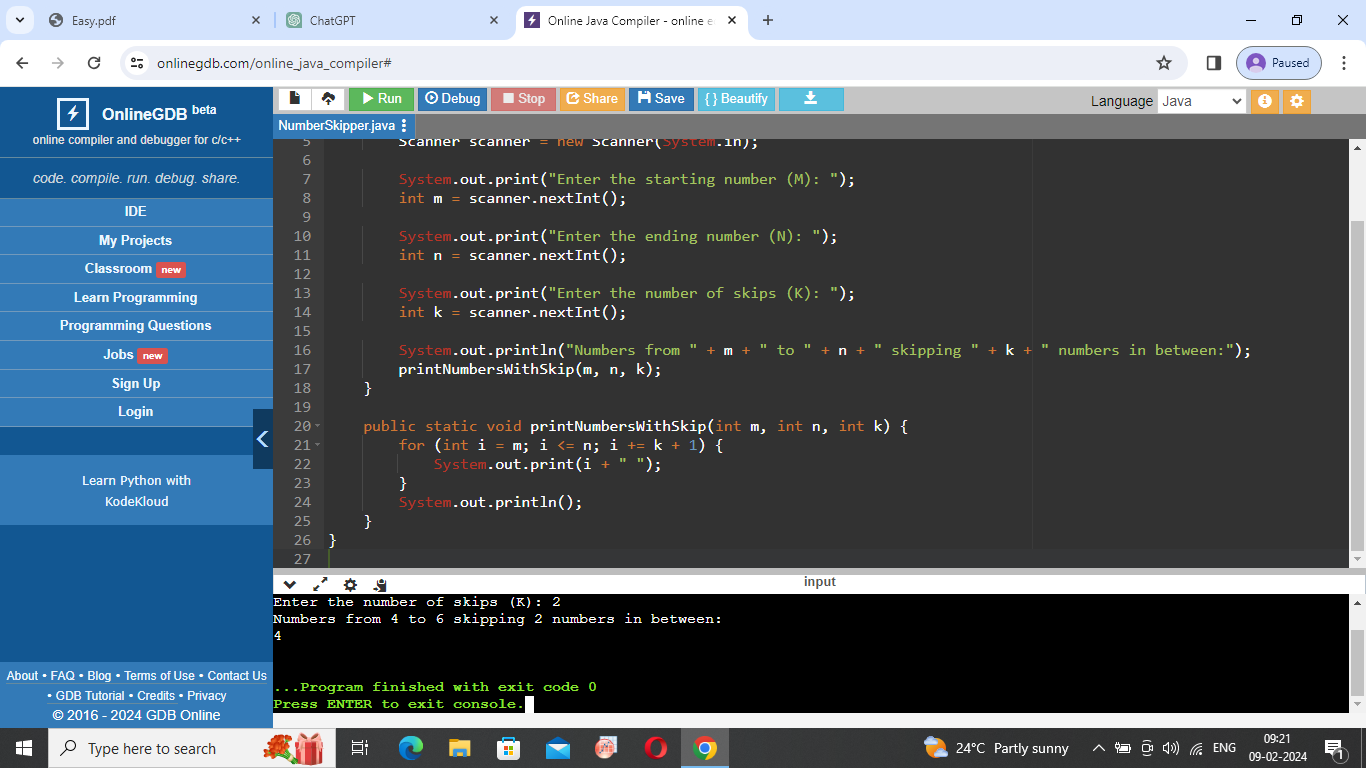 Easy.pdf
ChatGPT
Online Java Compiler - online e
onlinegdb.com/online_java_compiler#
Paused
OnlineGDB beta
online compiler and debugger for c/c++
code. compile. run. debug. share.
IDE
My Projects
Classroom new
Learn Programming
Programming Questions
Jobs new
Sign Up
Login
Learn Python with
KodeKloud
About • FAQ • Blog • Terms of Use • Contact Us
• GDB Tutorial • Credits • Privacy
© 2016 - 2024 GDB Online
Run Debug Stop Share Save { } Beautify
Language Java
NumberSkipper.java
5 Scanner scanner = new Scanner(System.in);
6
7 System.out.print("Enter the starting number (M): ");
8 int m = scanner.nextInt();
9
10 System.out.print("Enter the ending number (N): ");
11 int n = scanner.nextInt();
12
13 System.out.print("Enter the number of skips (K): ");
14 int k = scanner.nextInt();
15
16 System.out.println("Numbers from " + m + " to " + n + " skipping " + k + " numbers in between:");
17 printNumbersWithSkip(m, n, k);
18 }
19
20 public static void printNumbersWithSkip(int m, int n, int k) {
21 for (int i = m; i <= n; i += k + 1) {
22 System.out.print(i + " ");
23 }
24 System.out.println();
25 }
26 }
27
input
Enter the number of skips (K): 2
Numbers from 4 to 6 skipping 2 numbers in between:
4
...Program finished with exit code 0
Press ENTER to exit console.
Type here to search
24°C Partly sunny
ENG
09:21
09-02-2024
1